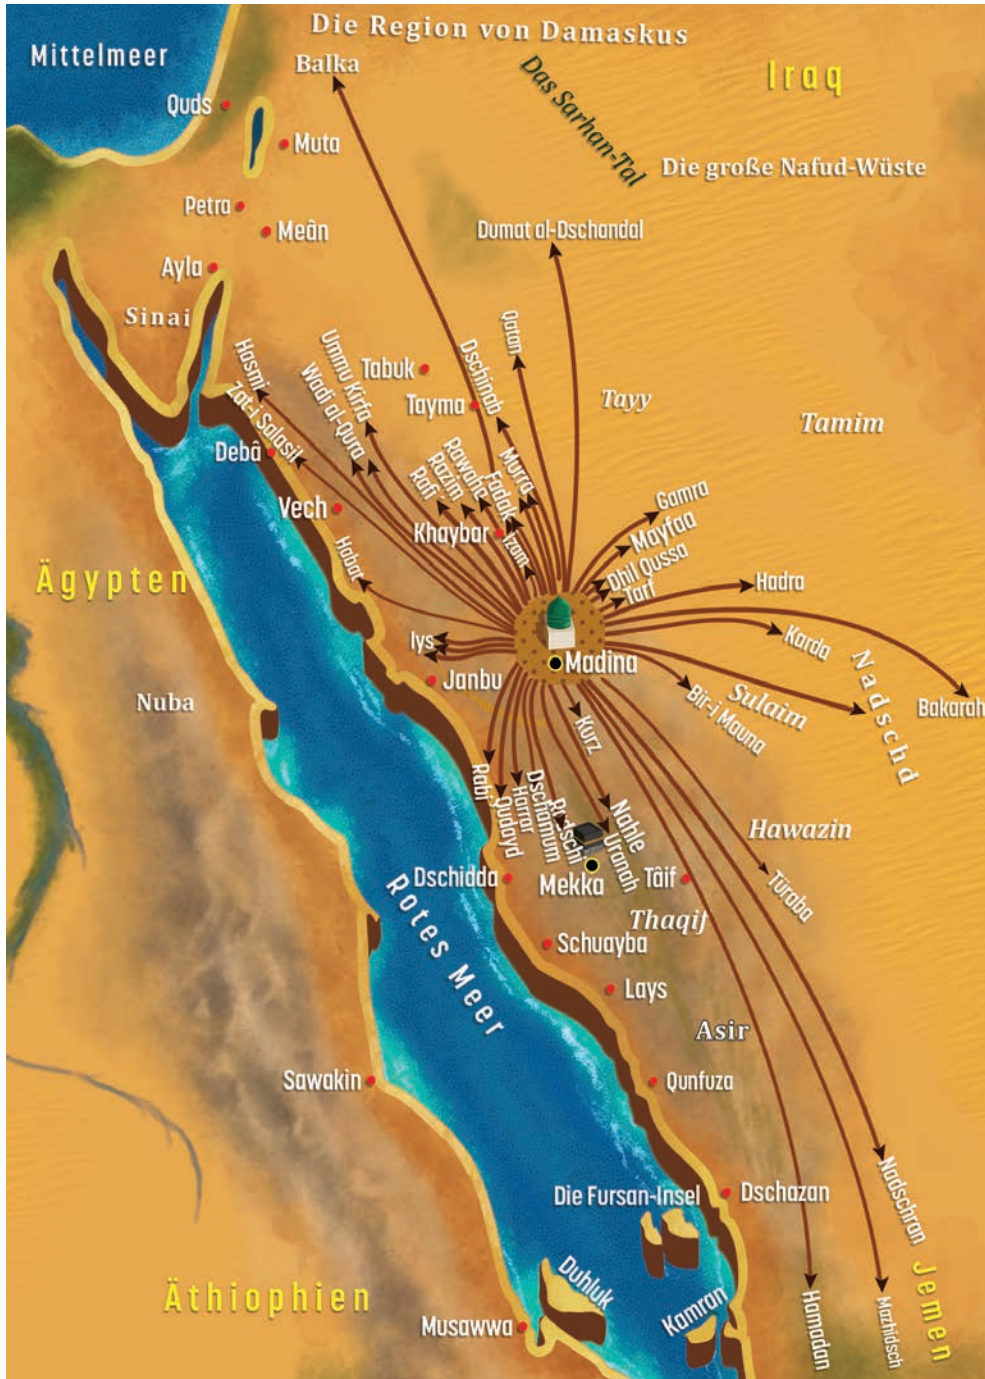 Die Region von Damaskus
Mittelmeer
Balka
Iraq
Das Sarhan-Tal
Quds
Muta
Die große Nafud-Wüste
Petra
Meân
Dumat al-Dschandal
Ayla
Sinai
Qatan
Hasmi
Ummu Kirfa
Wadi al-Qura
Tabuk
Dschinab
Tayma
Tayy
Tamim
Zat-i Salasil
Debâ
Murra
Rawaha
Razim
Rafi
Fadak
Vech
Khaybar
Izam
Gamra
Mayfaa
Dhil Qussa
Tarf
Habat
Hadra
Ägypten
Iys
Madina
Karda
Janbu
Nadschd
Nuba
Bir-i Mauna
Sulaim
Bakarah
Kurz
Rabi
Qudayd
Harrar
Dschamum
Radschi
Nahle
Uranah
Hawazin
Dschidda
Mekka
Tâif
Türaba
Rotes Meer
Thaqif
Schuayba
Lays
Asir
Sawakin
Qunfuza
Die Fursan-Insel
Dschazan
Nadschran
Duhluk
Jemen
Äthiophien
Kamran
Musawwa
Hamadan
Mazhidsch